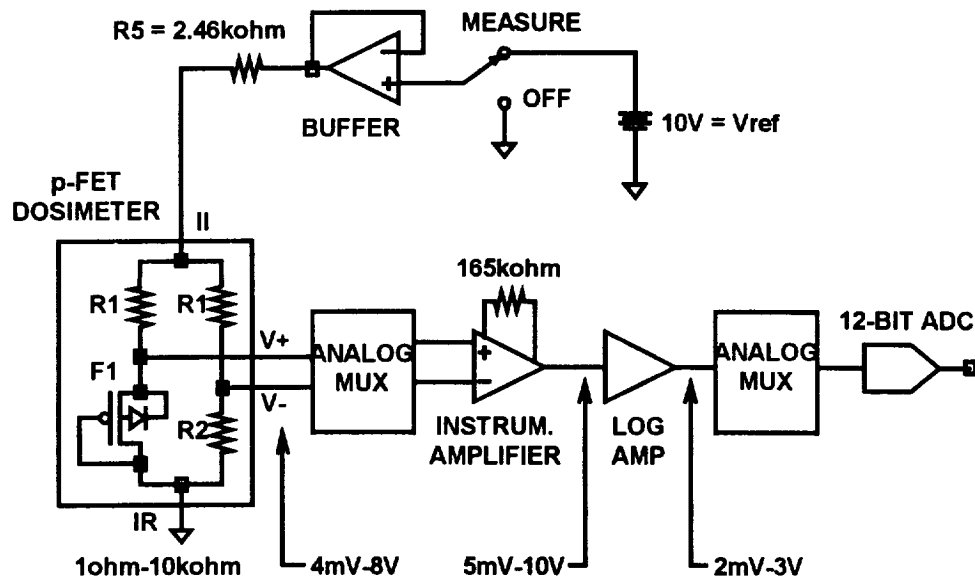 R5 = 2.46kohm
MEASURE
OFF
BUFFER
10V = Vref
p-FET
DOSIMETER
II
R1
R1
165kohm
V+
V-
ANALOG
MUX
+
−
INSTRUM.
AMPLIFIER
LOG
AMP
ANALOG
MUX
12-BIT ADC
F1
R2
IR
1ohm-10kohm
4mV-8V
5mV-10V
2mV-3V